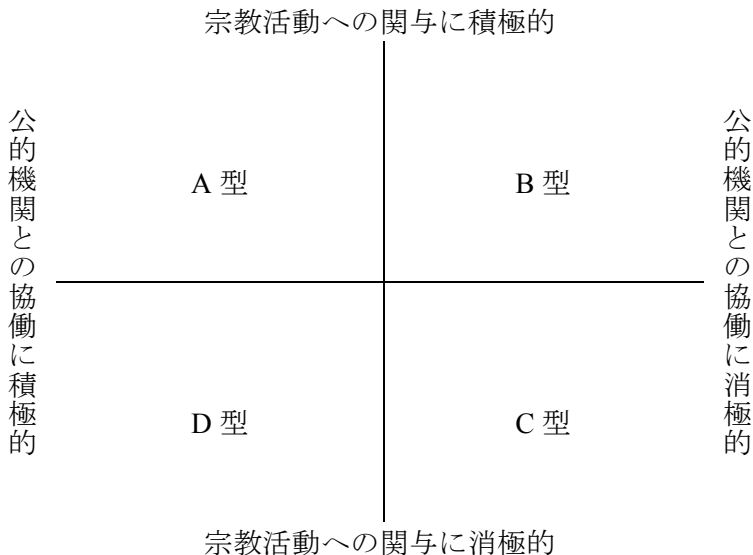 宗教活動への関与に積極的
公的機関との協働に積極的
A 型
B 型
公的機関との協働に消極的
D 型
C 型
宗教活動への関与に消極的